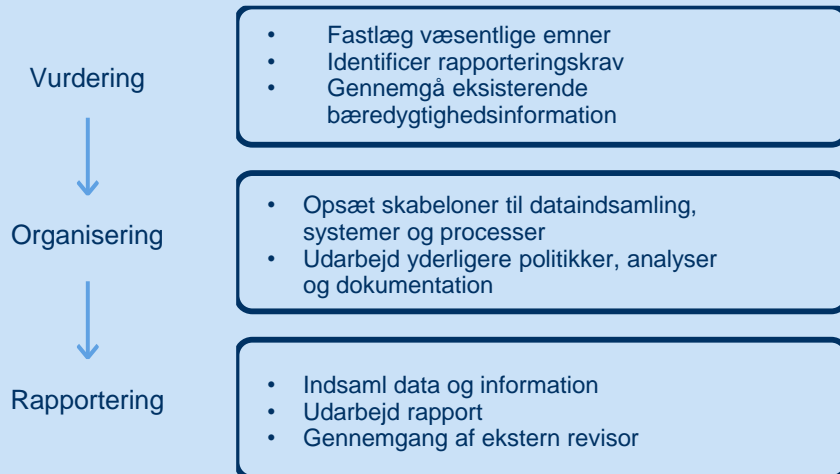 Vurdering
• Fastlæg væsentlige emner
• Identificer rapporteringskrav
• Gennemgå eksisterende
bæredygtighedsinformation
Organisering
• Opsæt skabeloner til dataindsamling,
systemer og processer
• Udarbejd yderligere politikker, analyser
og dokumentation
Rapportering
• Indsaml data og information
• Udarbejd rapport
• Gennemgang af ekstern revisor